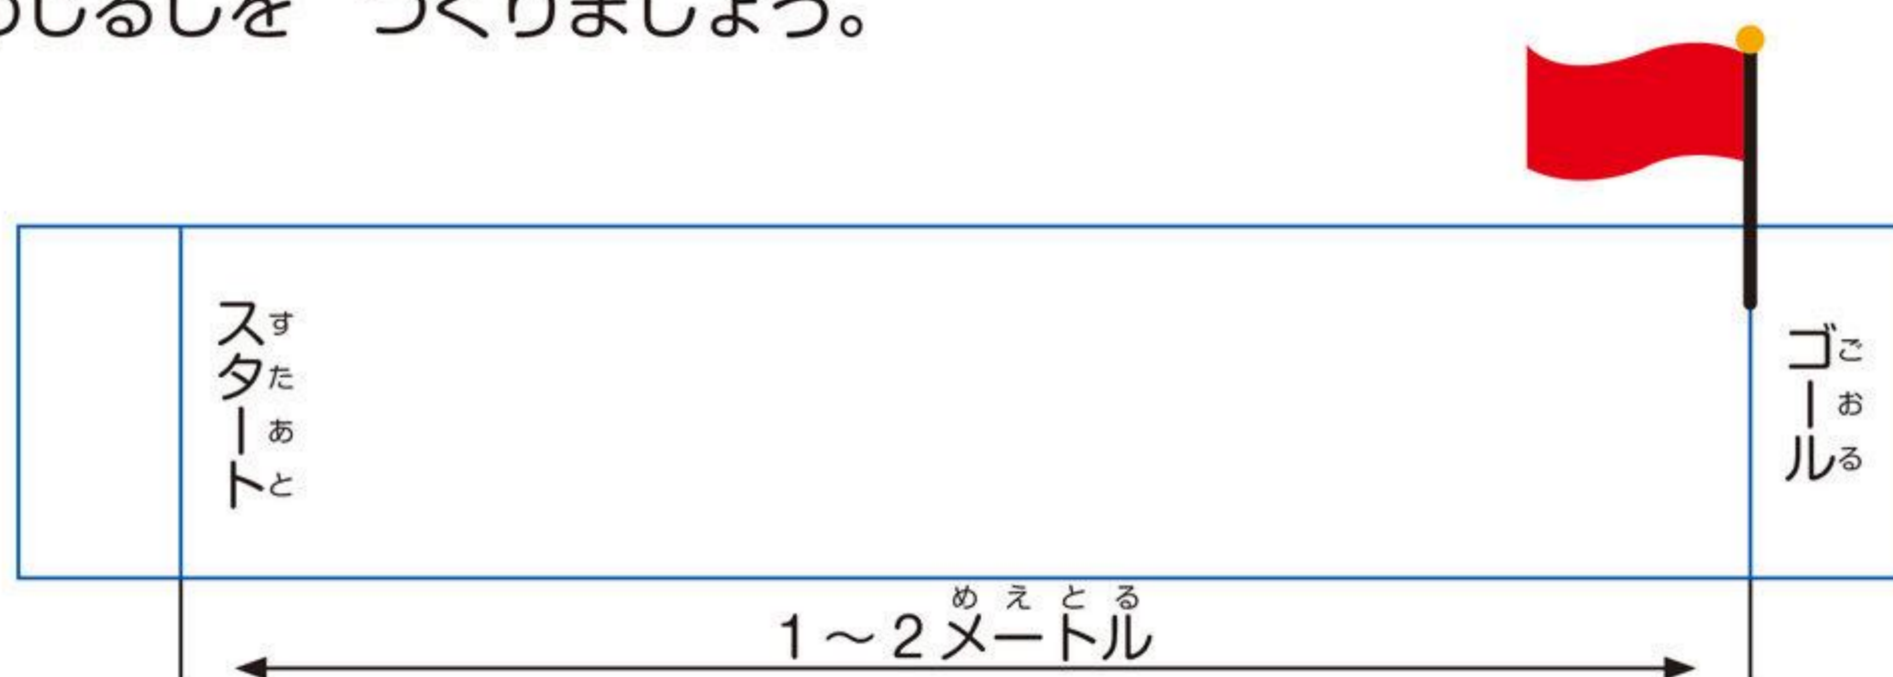 じるしを つくりましょう。
スタート
すたあと
ゴール
ごおる
めえとる
1～2メートル